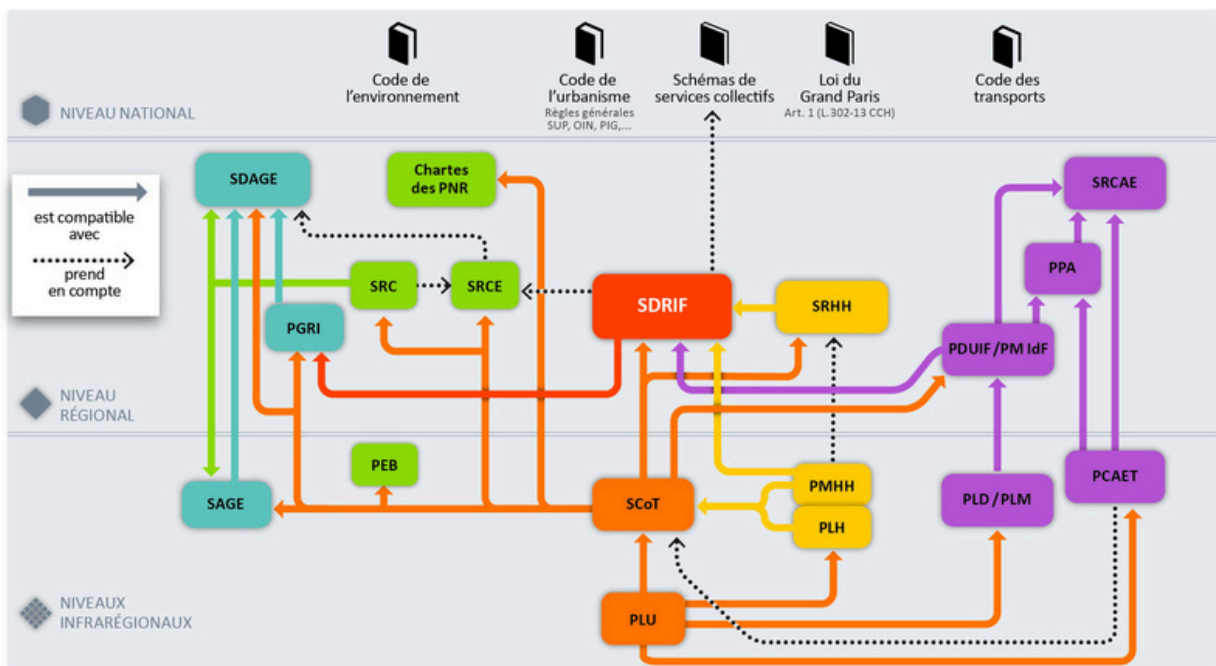 Code de
l'environnement
Code de
l'urbanisme
Règles générales
SUP, OIN, PIG,...
Schémas de
services collectifs
Loi du
Grand Paris
Art. 1 (L.302-13 CCH)
Code des
transports
NIVEAU NATIONAL
est compatible
avec
prend
en compte
SDAGE
Chartes
des PNR
SRCAE
PPA
SRC
SRCE
SDRIF
SRHH
PGRI
PDUIF/PM IdF
NIVEAU
RÉGIONAL
PEB
SAGE
SCoT
PMHH
PLH
PLD / PLM
PCAET
PLU
NIVEAUX
INFRARÉGIONAUX